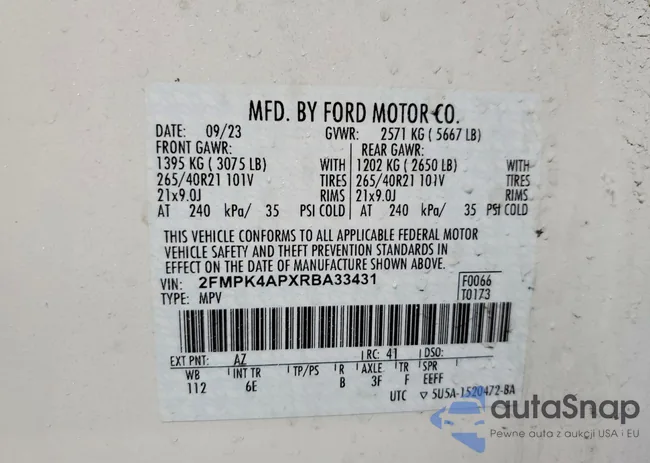 MFD. BY FORD MOTOR CO.
DATE: 09/23 GVWR: 2571 KG ( 5667 LB)
FRONT GAWR: REAR GAWR:
1395 KG ( 3075 LB) WITH 1202 KG ( 2650 LB) WITH
265/40R21 101V TIRES 265/40R21 101V TIRES
21x9.0J RIMS 21x9.0J RIMS
AT 240 kPa/ 35 PSI COLD AT 240 kPa/ 35 PSI COLD
THIS VEHICLE CONFORMS TO ALL APPLICABLE FEDERAL MOTOR
VEHICLE SAFETY AND THEFT PREVENTION STANDARDS IN
EFFECT ON THE DATE OF MANUFACTURE SHOWN ABOVE.
VIN: 2FMPK4APXRBA33431 F0066
TYPE: MPV T0173
EXT PNT: AZ RC: 41 DSO:
WB INT TR TP/PS R AXLE TR SPR
112 6E B 3F F EEFF
UTC ▽ 5U5A-1520472-BA
autoSnap
Pewne auta z aukcji USA i EU